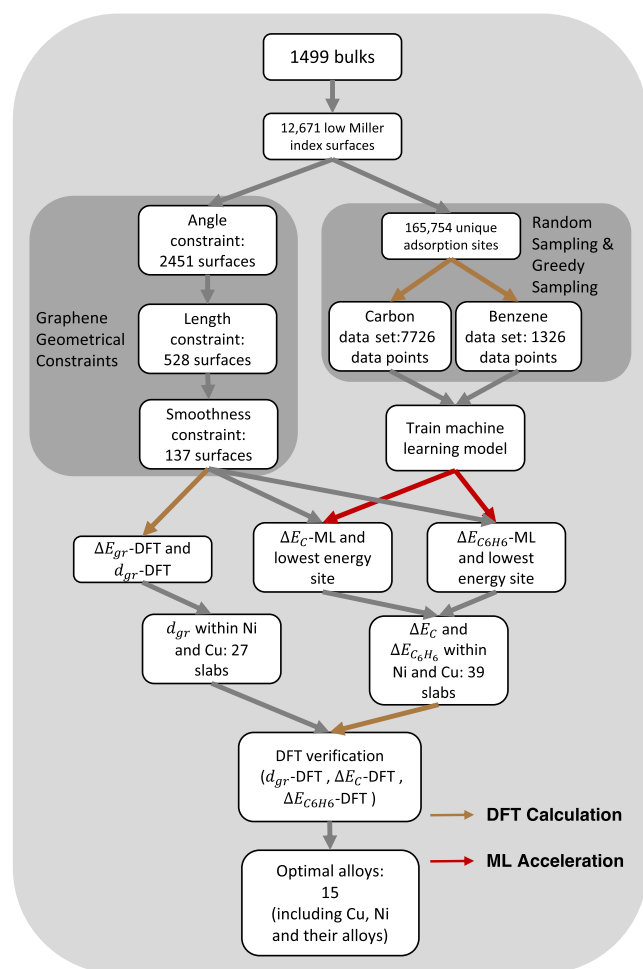 1499 bulks
12,671 low Miller
index surfaces
Angle
constraint:
2451 surfaces
Length
constraint:
528 surfaces
Smoothness
constraint:
137 surfaces
Graphene
Geometrical
Constraints
165,754 unique
adsorption sites
Random
Sampling &
Greedy
Sampling
Carbon
data set:7726
data points
Benzene
data set: 1326
data points
Train machine
learning model
ΔE_gr-DFT and
d_gr-DFT
ΔE_C-ML and
lowest energy
site
ΔE_C6H6-ML
and lowest
energy site
d_gr within Ni
and Cu: 27
slabs
ΔE_C and
ΔE_C₆H₆ within
Ni and Cu: 39
slabs
DFT verification
(d_gr-DFT , ΔE_C-DFT ,
ΔE_C6H6-DFT )
DFT Calculation
ML Acceleration
Optimal alloys:
15
(including Cu, Ni
and their alloys)